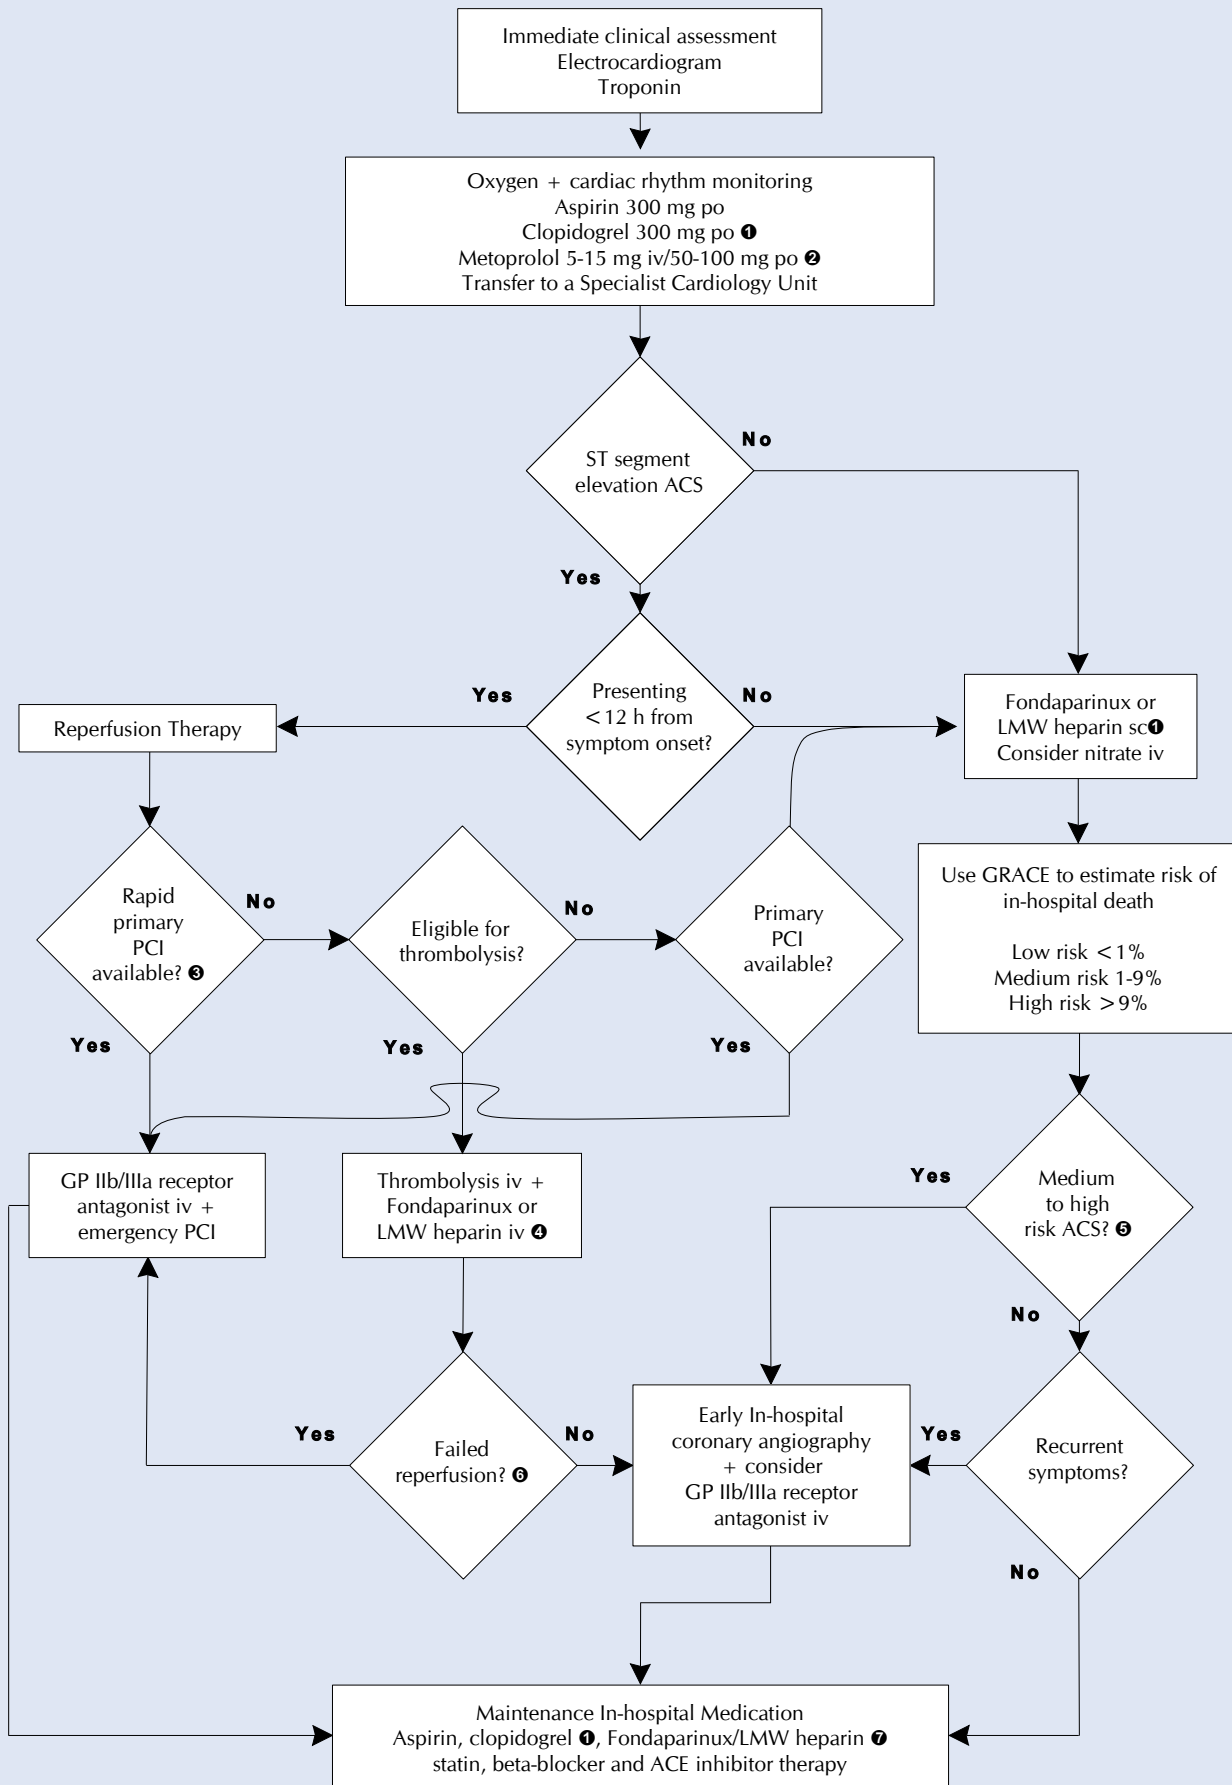 Immediate clinical assessment
Electrocardiogram
Troponin
Oxygen + cardiac rhythm monitoring
Aspirin 300 mg po
Clopidogrel 300 mg po ❶
Metoprolol 5-15 mg iv/50-100 mg po ❷
Transfer to a Specialist Cardiology Unit
ST segment
elevation ACS
No
Yes
Presenting
<12 h from
symptom onset?
Yes
No
Reperfusion Therapy
Fondaparinux or
LMW heparin sc❶
Consider nitrate iv
Rapid
primary
PCI
available? ❸
No
Yes
Eligible for
thrombolysis?
No
Yes
Primary
PCI
available?
Yes
Use GRACE to estimate risk of
in-hospital death
Low risk <1%
Medium risk 1-9%
High risk >9%
GP IIb/IIIa receptor
antagonist iv +
emergency PCI
Thrombolysis iv +
Fondaparinux or
LMW heparin iv ❹
Medium
to high
risk ACS? ❺
Yes
No
Failed
reperfusion? ❻
Yes
No
Early In-hospital
coronary angiography
+ consider
GP IIb/IIIa receptor
antagonist iv
Recurrent
symptoms?
Yes
No
Maintenance In-hospital Medication
Aspirin, clopidogrel ❶, Fondaparinux/LMW heparin ❼
statin, beta-blocker and ACE inhibitor therapy